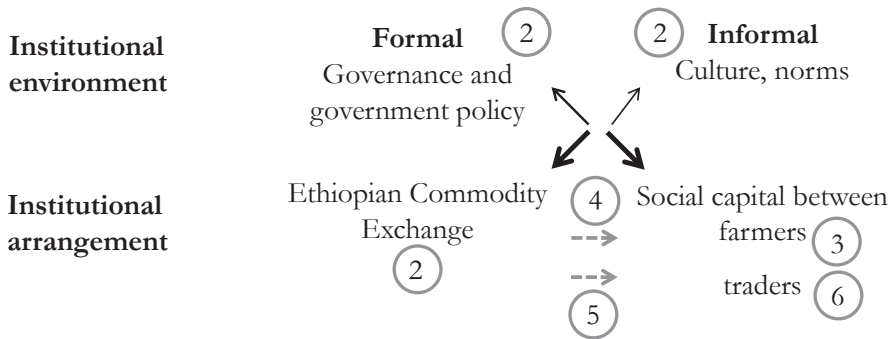 Institutional
environment
Formal 2
Governance and
government policy
2 Informal
Culture, norms
Institutional
arrangement
Ethiopian Commodity
Exchange
2
4
5
Social capital between
farmers 3
traders 6